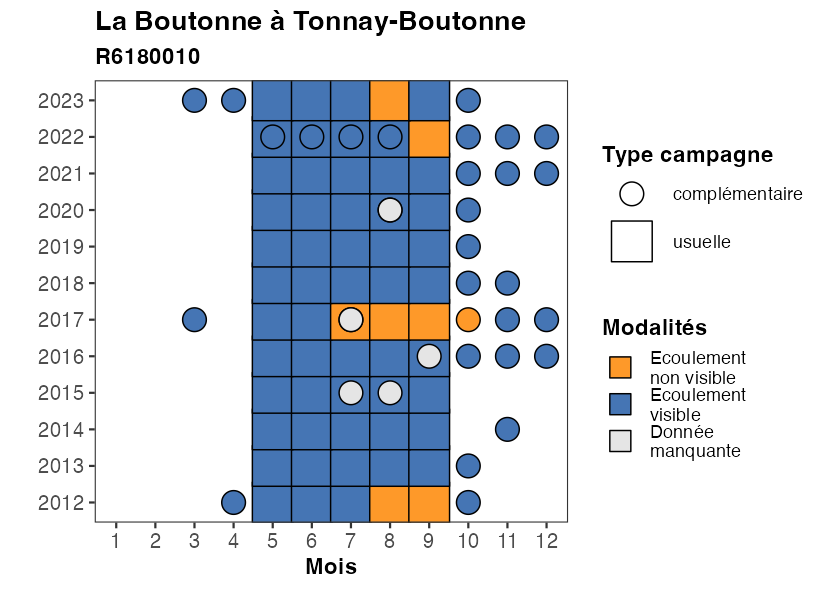 La Boutonne à Tonnay-Boutonne
R6180010
2023
2022
2021
2020
2019
2018
2017
2016
2015
2014
2013
2012
1 2 3 4 5 6 7 8 9 10 11 12
Mois
Type campagne
complémentaire
usuelle
Modalités
Ecoulement
non visible
Ecoulement
visible
Donnée
manquante